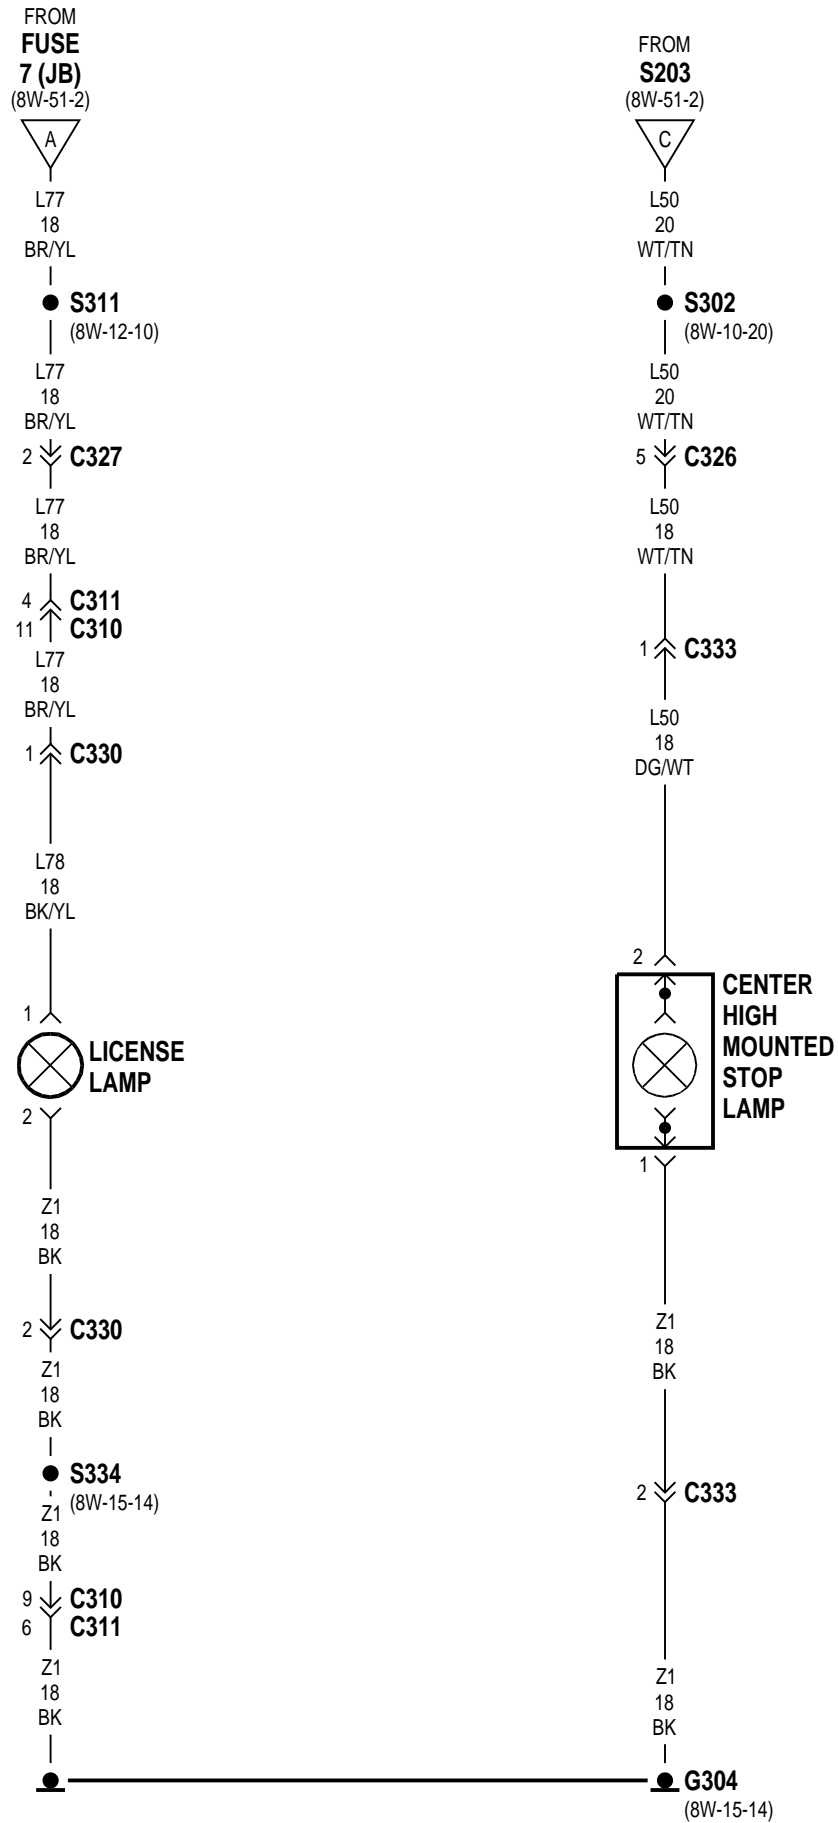 FROM
FUSE
7 (JB)
(8W-51-2)
A
L77
18
BR/YL
S311
(8W-12-10)
L77
18
BR/YL
2 C327
L77
18
BR/YL
4 C311
11 C310
L77
18
BR/YL
1 C330
L78
18
BK/YL
1
LICENSE
LAMP
2
Z1
18
BK
2 C330
Z1
18
BK
S334
(8W-15-14)
Z1
18
BK
9 C310
6 C311
Z1
18
BK
FROM
S203
(8W-51-2)
C
L50
20
WT/TN
S302
(8W-10-20)
L50
20
WT/TN
5 C326
L50
18
WT/TN
1 C333
L50
18
DG/WT
2
CENTER
HIGH
MOUNTED
STOP
LAMP
1
Z1
18
BK
2 C333
Z1
18
BK
G304
(8W-15-14)